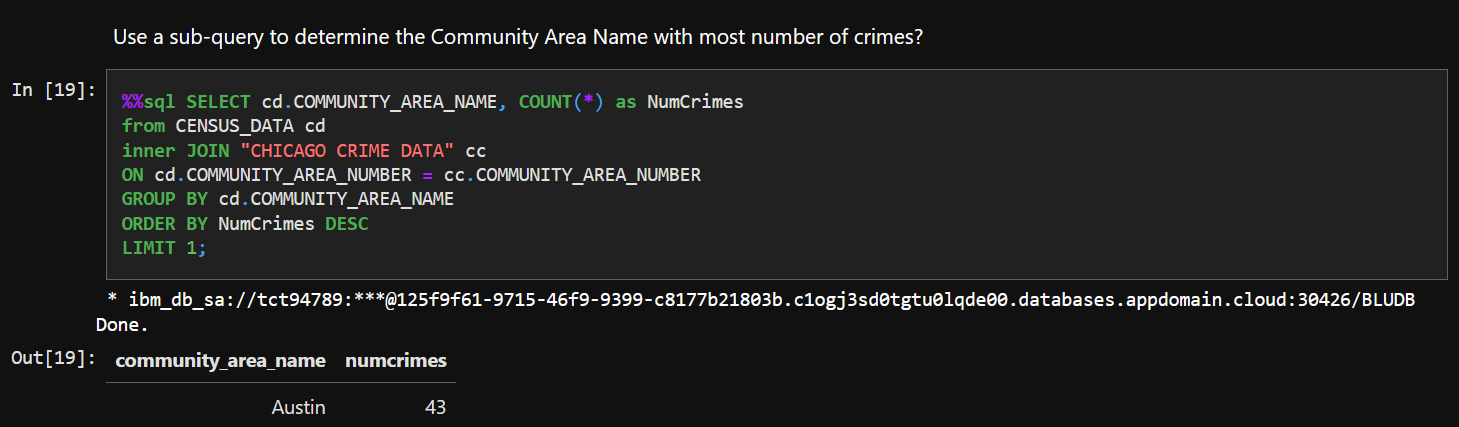 Use a sub-query to determine the Community Area Name with most number of crimes?
In [19]:
%%sql SELECT cd.COMMUNITY_AREA_NAME, COUNT(*) as NumCrimes
from CENSUS_DATA cd
inner JOIN "CHICAGO CRIME DATA" cc
ON cd.COMMUNITY_AREA_NUMBER = cc.COMMUNITY_AREA_NUMBER
GROUP BY cd.COMMUNITY_AREA_NAME
ORDER BY NumCrimes DESC
LIMIT 1;
* ibm_db_sa://tct94789:***@125f9f61-9715-46f9-9399-c8177b21803b.c1ogj3sd0tgtu0lqde00.databases.appdomain.cloud:30426/BLUDB
Done.
Out[19]:
community_area_name numcrimes
Austin 43